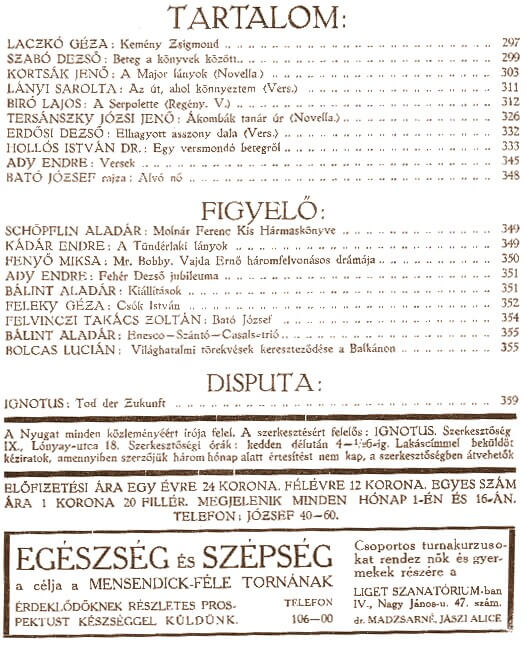 TARTALOM:
LACZKÓ GÉZA: Kemény Zsigmond .. 297
SZABÓ DEZSŐ: Beteg a könyvek között.. .. 299
KORTSÁK JENŐ: A Major lányok (Novella) .. 303
LÁNYI SAROLTA: Az út, ahol könnyeztem (Vers) .. 311
BIRÓ LAJOS: A Serpolette (Regény. V.) .. 312
TERSÁNSZKY JÓZSI JENŐ: Ákombák tanár úr (Novella.) .. 326
ERDŐSI DEZSŐ: Elhagyott asszony dala (Vers.) .. 332
HOLLÓS ISTVÁN DR.: Egy versmondó betegről .. 333
ADY ENDRE: Versek .. 345
BATÓ JÓZSEF rajza: Alvó nő .. 348
FIGYELŐ:
SCHÖPFLIN ALADÁR: Molnár Ferenc Kis Hármaskönyve .. 349
KÁDÁR ENDRE: A Tündérlaki lányok .. 349
FENYŐ MIKSA: Mr. Bobby. Vajda Ernő háromfelvonásos drámája .. 350
ADY ENDRE: Fehér Dezső jubileuma .. 351
BÁLINT ALADÁR: Kiállítások .. 351
FELEKY GÉZA: Csók István .. 352
FELVINCZI TAKÁCS ZOLTÁN: Bató József .. 354
BÁLINT ALADÁR: Enesco—Szántó—Casals-trió.. .. 355
BOLCAS LUCIÁN: Világhatalmi törekvések kereszteződése a Balkánon .. 355
DISPUTA:
IGNOTUS: Tod der Zukunft .. 359
A Nyugat minden közleményéért írója felel. A szerkesztésért felelős: IGNOTUS. Szerkesztőség
IX., Lónyay-utca 18. Szerkesztőségi órák: kedden délután 4—½6-ig. Lakáscímmel beküldöt
kéziratok, amennyiben szerzőjük három hónap alatt értesítést nem kap, a szerkesztőségben átvehetők
ELŐFIZETÉSI ÁRA EGY ÉVRE 24 KORONA. FÉLÉVRE 12 KORONA. EGYES SZÁM
ÁRA 1 KORONA 20 FILLÉR. MEGJELENIK MINDEN HÓNAP 1-ÉN ÉS 16-ÁN.
TELEFON: JÓZSEF 40—60.
EGÉSZSÉG ÉS SZÉPSÉG
a célja a MENSENDICK-FÉLE TORNÁNAK
ÉRDEKLŐDŐKNEK RÉSZLETES PROS-
PEKTUST KÉSZSÉGGEL KÜLDÜNK.
TELEFON
106—00
Csoportos turnakurzuso-
kat rendez nők és gyer-
mekek részére a
LIGET SZANATÓRIUM-ban
IV., Nagy János-u. 47. szám.
dr. MADZSARNÉ, JÁSZI ALICE